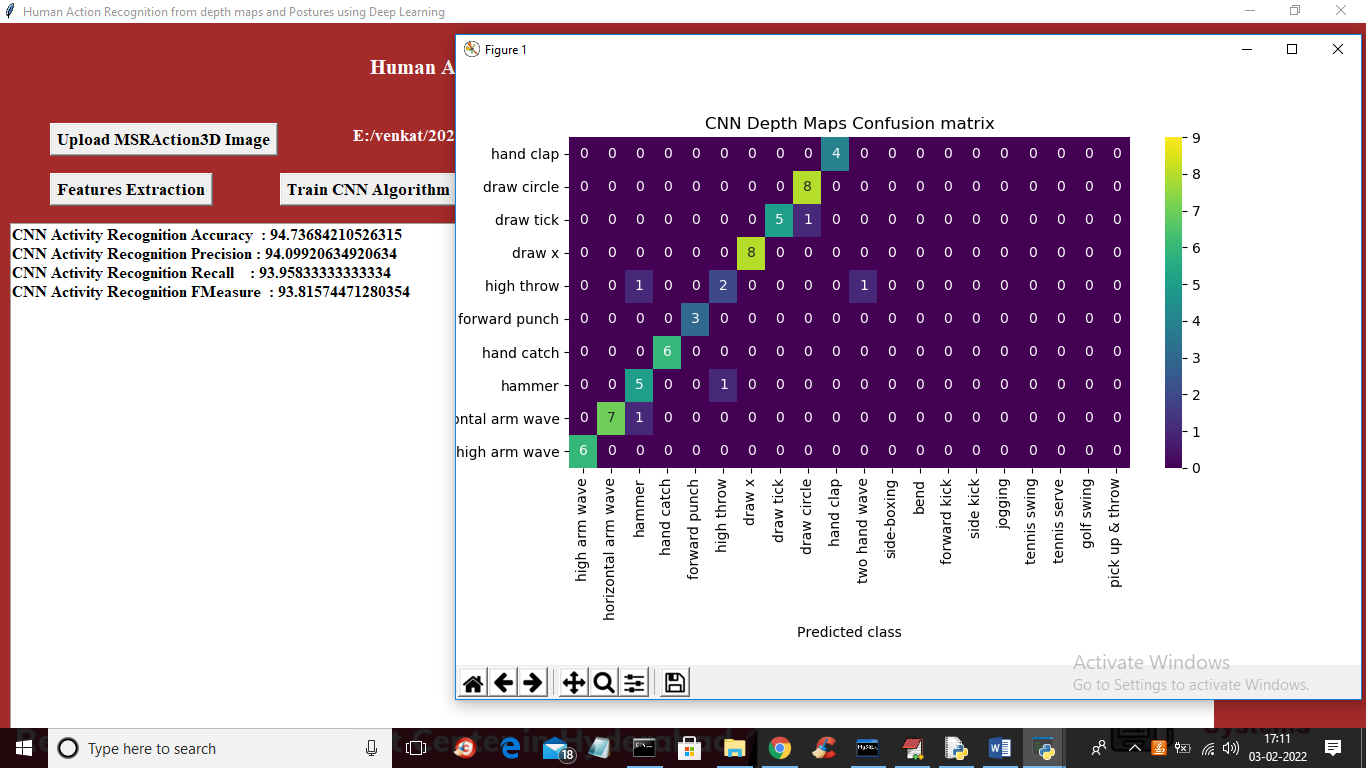 Human Action Recognition from depth maps and Postures using Deep Learning
Figure 1
Human A
Upload MSRAction3D Image
E:/venkat/202
Features Extraction
Train CNN Algorithm
CNN Activity Recognition Accuracy : 94.73684210526315
CNN Activity Recognition Precision : 94.09920634920634
CNN Activity Recognition Recall : 93.95833333333334
CNN Activity Recognition FMeasure : 93.81574471280354
CNN Depth Maps Confusion matrix
hand clap 0 0 0 0 0 0 0 0 0 4 0 0 0 0 0 0 0 0 0 0
draw circle 0 0 0 0 0 0 0 0 8 0 0 0 0 0 0 0 0 0 0 0
draw tick 0 0 0 0 0 0 0 5 1 0 0 0 0 0 0 0 0 0 0 0
draw x 0 0 0 0 0 0 8 0 0 0 0 0 0 0 0 0 0 0 0 0
high throw 0 0 1 0 0 2 0 0 0 0 1 0 0 0 0 0 0 0 0 0
forward punch 0 0 0 0 3 0 0 0 0 0 0 0 0 0 0 0 0 0 0 0
hand catch 0 0 0 6 0 0 0 0 0 0 0 0 0 0 0 0 0 0 0 0
hammer 0 0 5 0 0 1 0 0 0 0 0 0 0 0 0 0 0 0 0 0
ontal arm wave 0 7 1 0 0 0 0 0 0 0 0 0 0 0 0 0 0 0 0 0
high arm wave 6 0 0 0 0 0 0 0 0 0 0 0 0 0 0 0 0 0 0 0
9
8
7
6
5
4
3
2
1
0
high arm wave
horizontal arm wave
hammer
hand catch
forward punch
high throw
draw x
draw tick
draw circle
hand clap
two hand wave
side-boxing
bend
forward kick
side kick
jogging
tennis swing
tennis serve
golf swing
pick up & throw
Predicted class
Activate Windows
Go to Settings to activate Windows.
Type here to search
18
17:11
03-02-2022